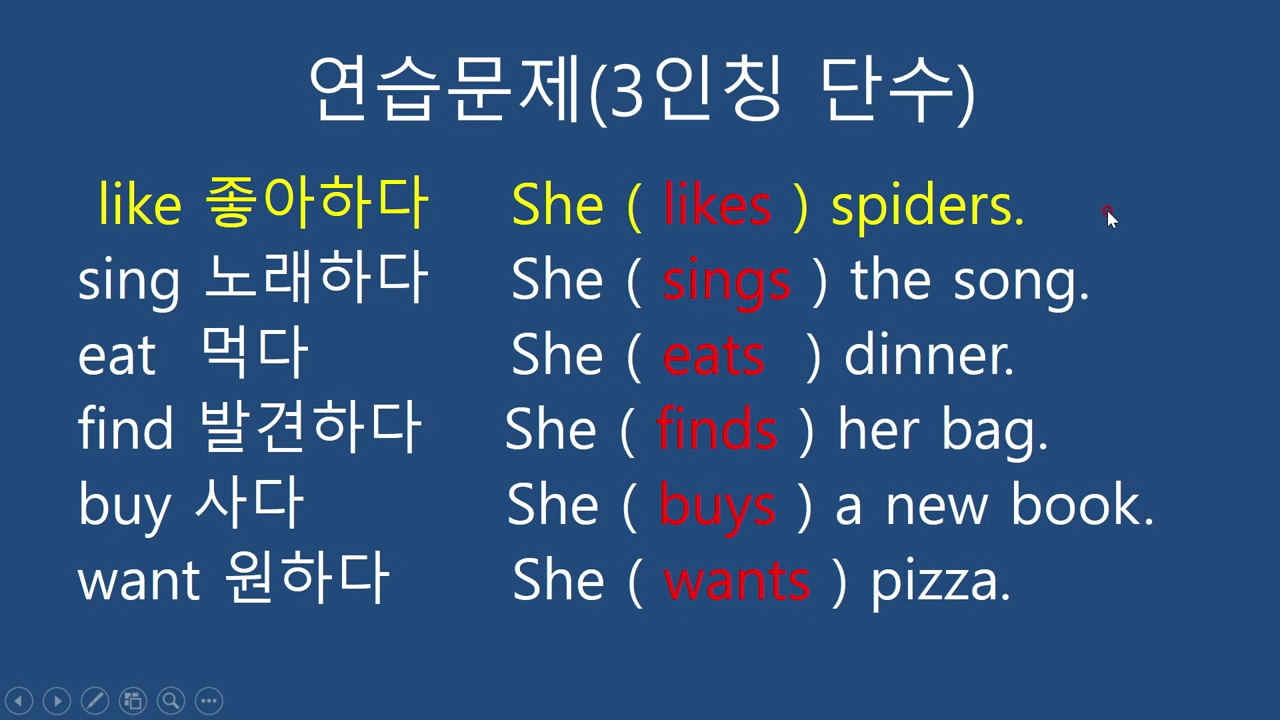 연습문제(3인칭 단수)
like 좋아하다 She ( likes ) spiders.
sing 노래하다 She ( sings ) the song.
eat 먹다 She ( eats ) dinner.
find 발견하다 She ( finds ) her bag.
buy 사다 She ( buys ) a new book.
want 원하다 She ( wants ) pizza.